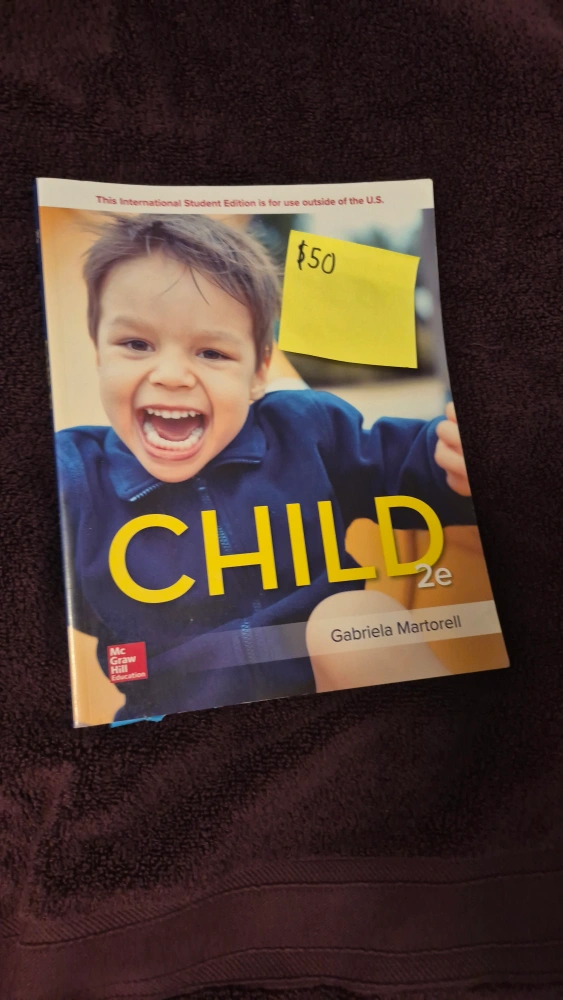 This International Student Edition is for use outside of the U.S.
$50
CHILD
2e
Gabriela Martorell
Mc
Graw
Hill
Education